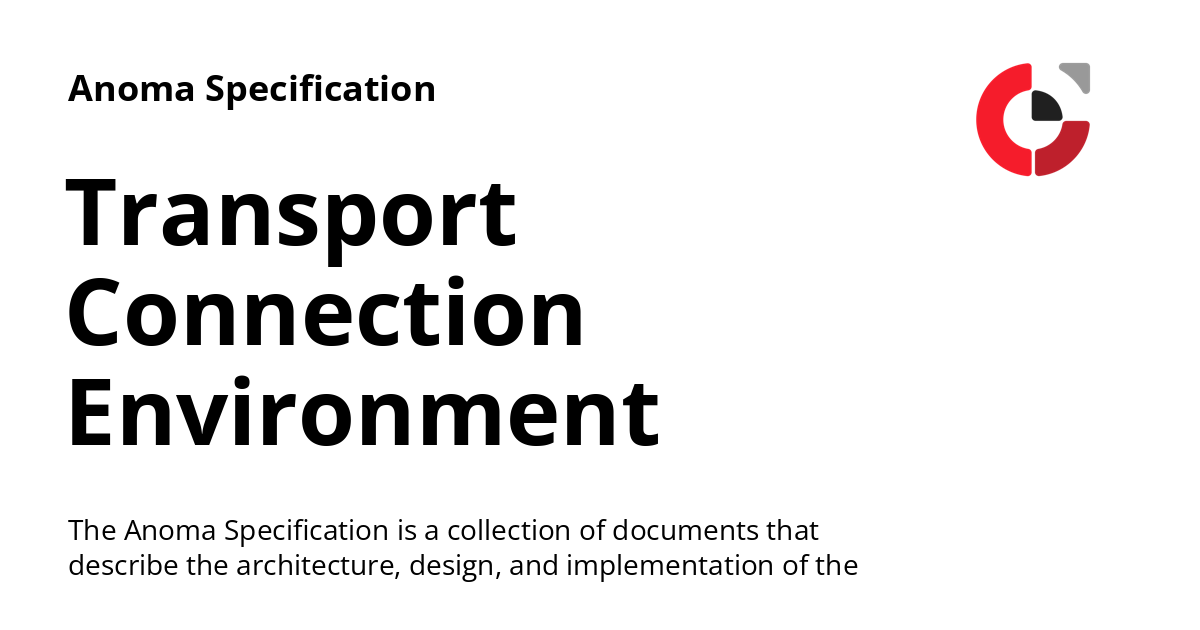 Anoma Specification
Transport
Connection
Environment
The Anoma Specification is a collection of documents that
describe the architecture, design, and implementation of the